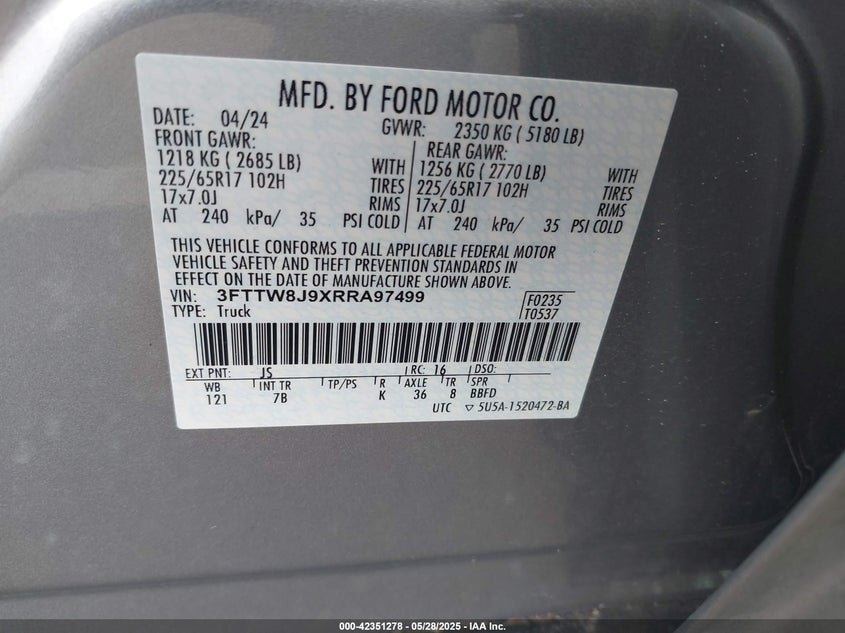 MFD. BY FORD MOTOR CO.
DATE: 04/24 GVWR: 2350 KG ( 5180 LB)
FRONT GAWR: REAR GAWR:
1218 KG ( 2685 LB) WITH 1256 KG ( 2770 LB) WITH
225/65R17 102H TIRES 225/65R17 102H TIRES
17x7.0J RIMS 17x7.0J RIMS
AT 240 kPa/ 35 PSI COLD AT 240 kPa/ 35 PSI COLD
THIS VEHICLE CONFORMS TO ALL APPLICABLE FEDERAL MOTOR
VEHICLE SAFETY AND THEFT PREVENTION STANDARDS IN
EFFECT ON THE DATE OF MANUFACTURE SHOWN ABOVE.
VIN: 3FTTW8J9XRRA97499 F0235
TYPE: Truck T0537
EXT PNT: JS RC: 16 DSO:
WB INT TR TP/PS R AXLE TR SPR
121 7B K 36 8 BBFD
UTC ▽ 5U5A-1520472-BA
000-42351278 - 05/28/2025 - IAA Inc.